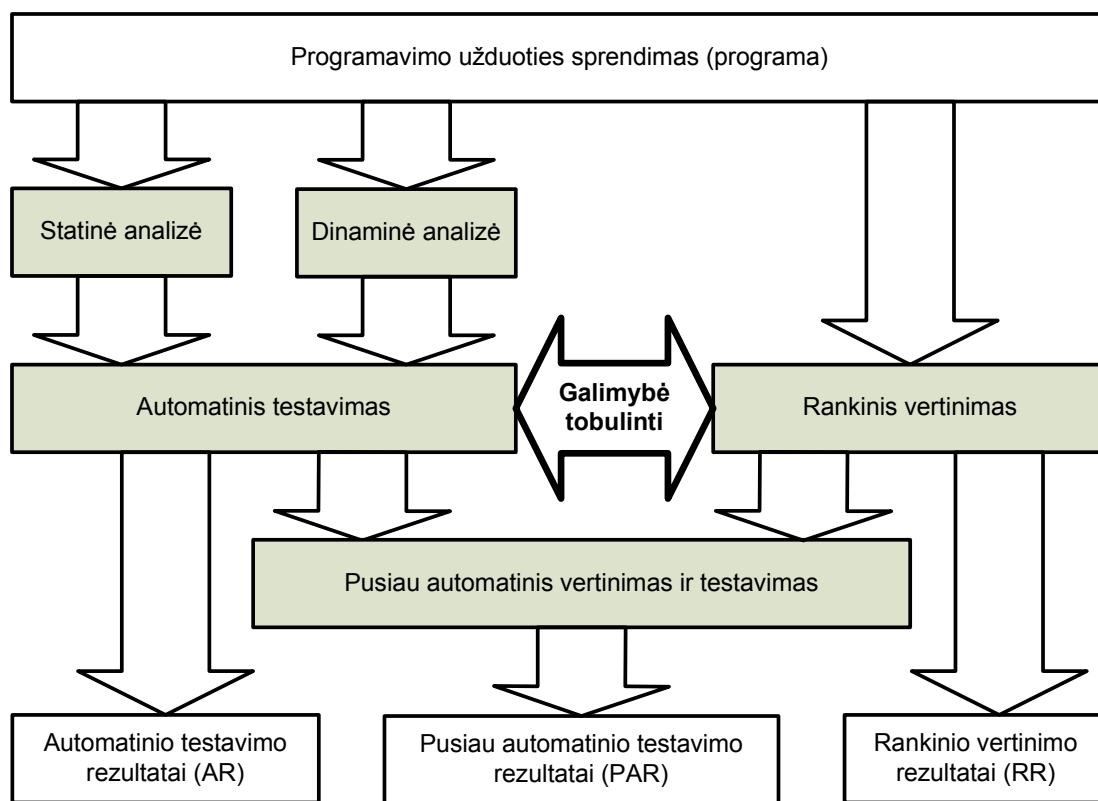 Programavimo užduoties sprendimas (programa)
Statinė analizė
Dinaminė analizė
Automatinis testavimas
Galimybė
tobulinti
Rankinis vertinimas
Pusiau automatinis vertinimas ir testavimas
Automatinio testavimo
rezultatai (AR)
Pusiau automatinio testavimo
rezultatai (PAR)
Rankinio vertinimo
rezultatai (RR)